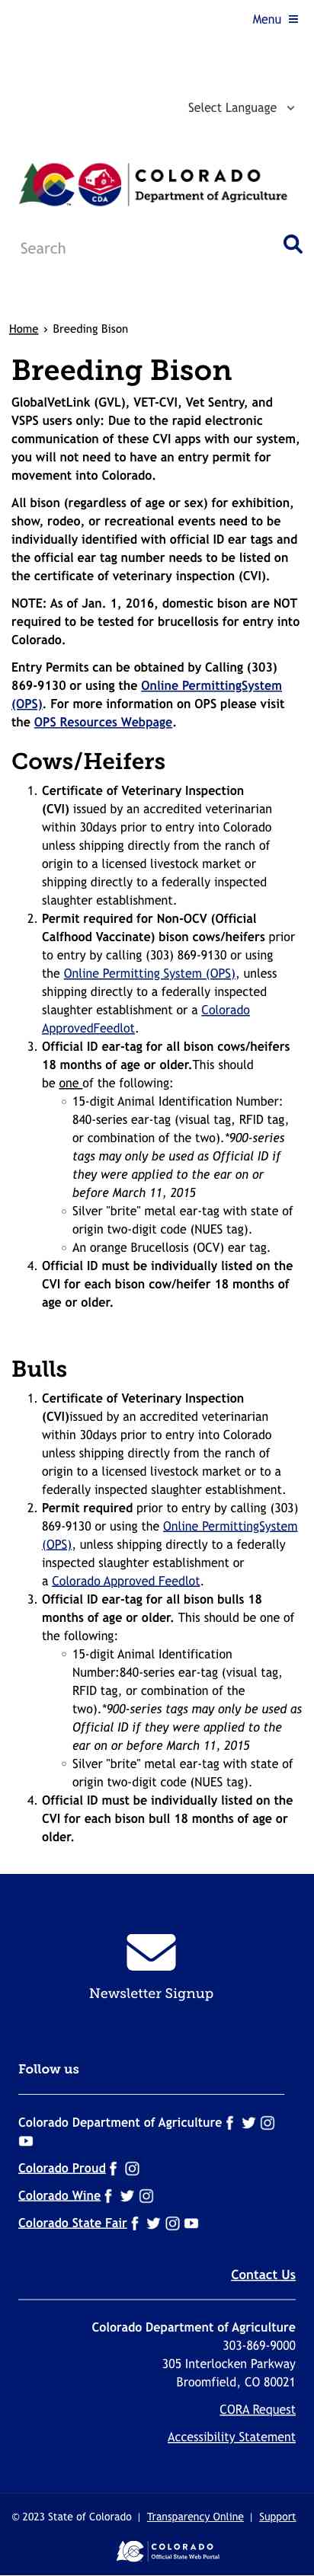 Menu
Select Language
COLORADO
Department of Agriculture
CDA
Search
Home › Breeding Bison
Breeding Bison
GlobalVetLink (GVL), VET-CVI, Vet Sentry, and
VSPS users only: Due to the rapid electronic
communication of these CVI apps with our system,
you will not need to have an entry permit for
movement into Colorado.
All bison (regardless of age or sex) for exhibition,
show, rodeo, or recreational events need to be
individually identified with official ID ear tags and
the official ear tag number needs to be listed on
the certificate of veterinary inspection (CVI).
NOTE: As of Jan. 1, 2016, domestic bison are NOT
required to be tested for brucellosis for entry into
Colorado.
Entry Permits can be obtained by Calling (303)
869-9130 or using the Online PermittingSystem
(OPS). For more information on OPS please visit
the OPS Resources Webpage.
Cows/Heifers
1. Certificate of Veterinary Inspection
(CVI) issued by an accredited veterinarian
within 30days prior to entry into Colorado
unless shipping directly from the ranch of
origin to a licensed livestock market or
shipping directly to a federally inspected
slaughter establishment.
2. Permit required for Non-OCV (Official
Calfhood Vaccinate) bison cows/heifers prior
to entry by calling (303) 869-9130 or using
the Online Permitting System (OPS), unless
shipping directly to a federally inspected
slaughter establishment or a Colorado
ApprovedFeedlot.
3. Official ID ear-tag for all bison cows/heifers
18 months of age or older.This should
be one of the following:
15-digit Animal Identification Number:
840-series ear-tag (visual tag, RFID tag,
or combination of the two).*900-series
tags may only be used as Official ID if
they were applied to the ear on or
before March 11, 2015
Silver "brite" metal ear-tag with state of
origin two-digit code (NUES tag).
An orange Brucellosis (OCV) ear tag.
4. Official ID must be individually listed on the
CVI for each bison cow/heifer 18 months of
age or older.
Bulls
1. Certificate of Veterinary Inspection
(CVI)issued by an accredited veterinarian
within 30days prior to entry into Colorado
unless shipping directly from the ranch of
origin to a licensed livestock market or to a
federally inspected slaughter establishment.
2. Permit required prior to entry by calling (303)
869-9130 or using the Online PermittingSystem
(OPS), unless shipping directly to a federally
inspected slaughter establishment or
a Colorado Approved Feedlot.
3. Official ID ear-tag for all bison bulls 18
months of age or older. This should be one of
the following:
15-digit Animal Identification
Number:840-series ear-tag (visual tag,
RFID tag, or combination of the
two).*900-series tags may only be used as
Official ID if they were applied to the
ear on or before March 11, 2015
Silver "brite" metal ear-tag with state of
origin two-digit code (NUES tag).
4. Official ID must be individually listed on the
CVI for each bison bull 18 months of age or
older.
Newsletter Signup
Follow us
Colorado Department of Agriculture
Colorado Proud
Colorado Wine
Colorado State Fair
Contact Us
Colorado Department of Agriculture
303-869-9000
305 Interlocken Parkway
Broomfield, CO 80021
CORA Request
Accessibility Statement
© 2023 State of Colorado | Transparency Online | Support
COLORADO
Official State Web Portal